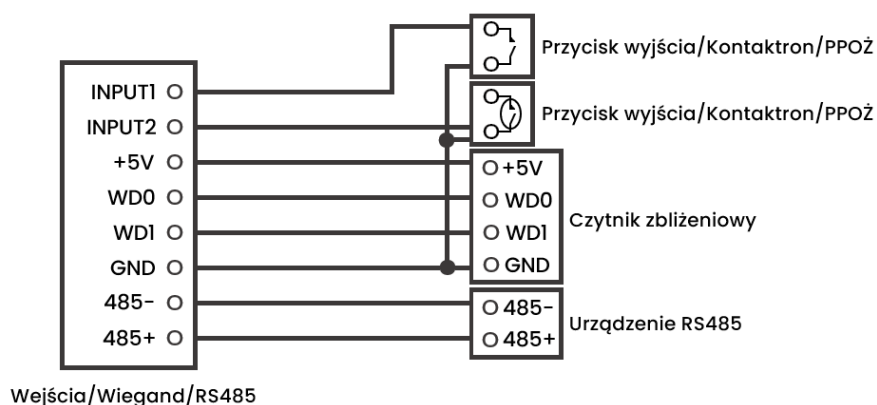 Przycisk wyjścia/Kontaktron/PPOŻ
INPUT1
INPUT2
Przycisk wyjścia/Kontaktron/PPOŻ
+5V
+5V
WD0
WD0
Czytnik zbliżeniowy
WD1
WD1
GND
GND
485-
485-
Urządzenie RS485
485+
485+
Wejścia/Wiegand/RS485